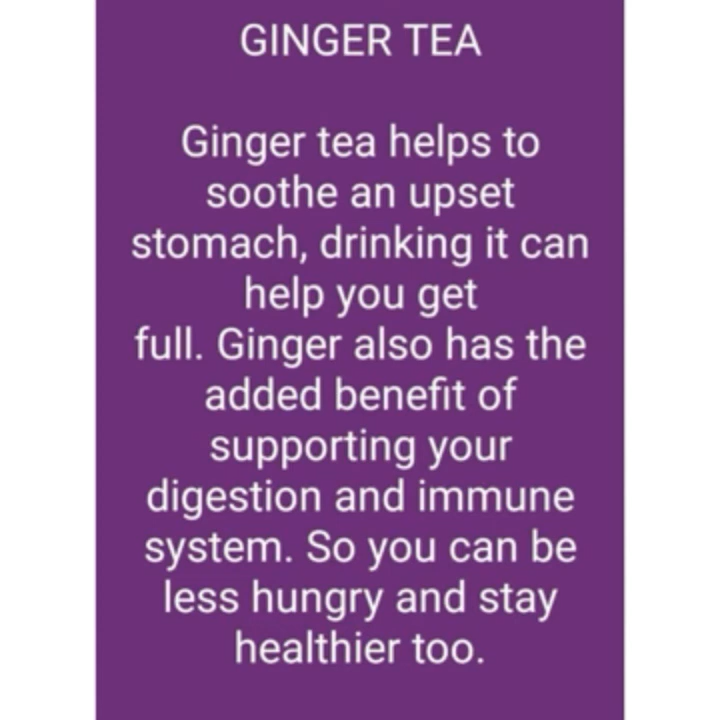 GINGER TEA
Ginger tea helps to
soothe an upset
stomach, drinking it can
help you get
full. Ginger also has the
added benefit of
supporting your
digestion and immune
system. So you can be
less hungry and stay
healthier too.